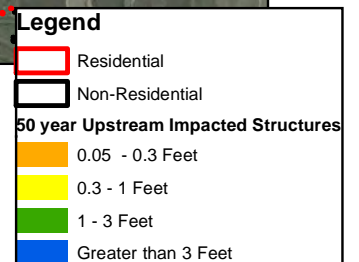 Legend
Residential
Non-Residential
50 year Upstream Impacted Structures
0.05 - 0.3 Feet
0.3 - 1 Feet
1 - 3 Feet
Greater than 3 Feet